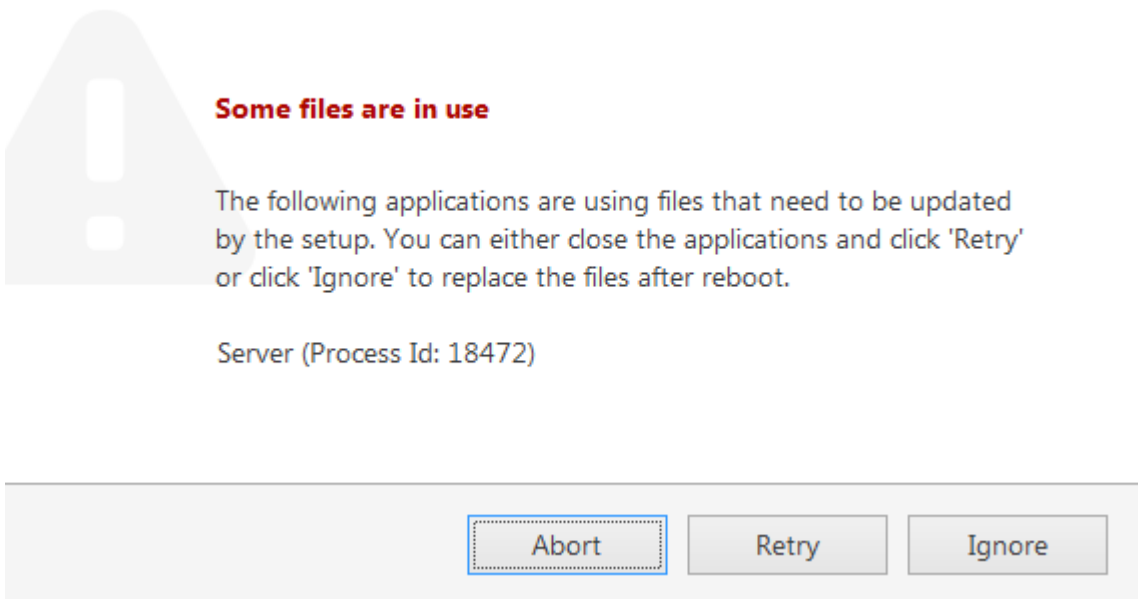 Some files are in use
The following applications are using files that need to be updated
by the setup. You can either close the applications and click 'Retry'
or click 'Ignore' to replace the files after reboot.
Server (Process Id: 18472)
Abort Retry Ignore